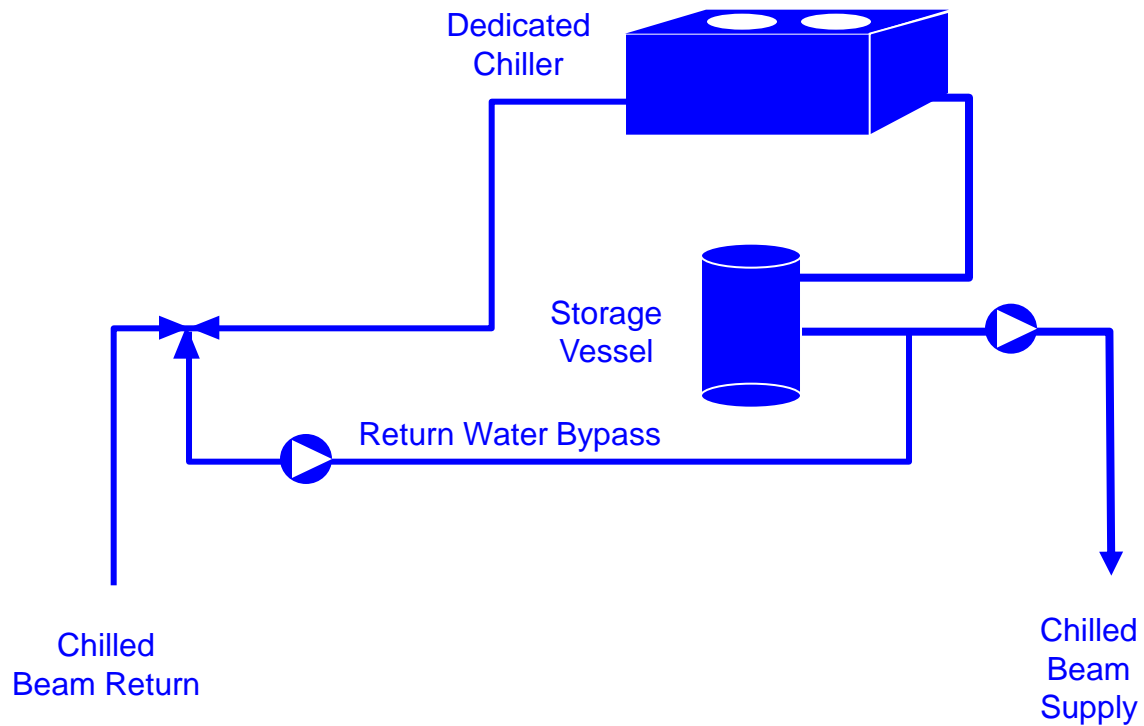 Dedicated
Chiller
Storage
Vessel
Return Water Bypass
Chilled
Beam Return
Chilled
Beam
Supply